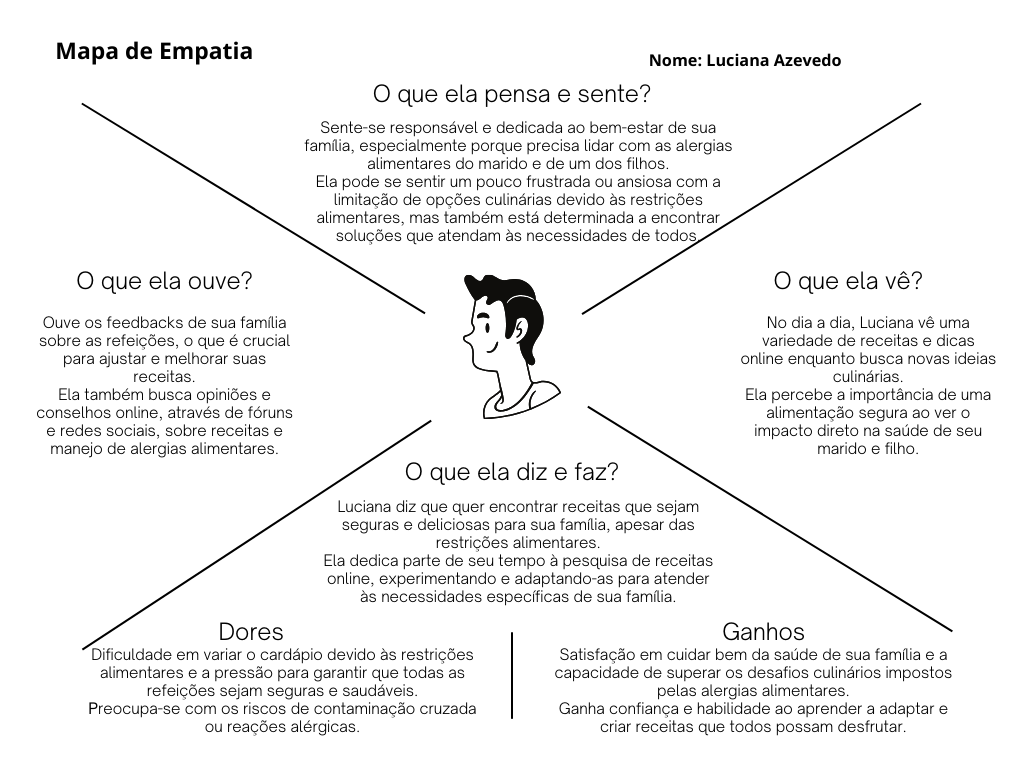 Mapa de Empatia
Nome: Luciana Azevedo
O que ela pensa e sente?
Sente-se responsável e dedicada ao bem-estar de sua
família, especialmente porque precisa lidar com as alergias
alimentares do marido e de um dos filhos.
Ela pode se sentir um pouco frustrada ou ansiosa com a
limitação de opções culinárias devido às restrições
alimentares, mas também está determinada a encontrar
soluções que atendam às necessidades de todos.
O que ela ouve?
Ouve os feedbacks de sua família
sobre as refeições, o que é crucial
para ajustar e melhorar suas
receitas.
Ela também busca opiniões e
conselhos online, através de fóruns
e redes sociais, sobre receitas e
manejo de alergias alimentares.
O que ela vê?
No dia a dia, Luciana vê uma
variedade de receitas e dicas
online enquanto busca novas ideias
culinárias.
Ela percebe a importância de uma
alimentação segura ao ver o
impacto direto na saúde de seu
marido e filho.
O que ela diz e faz?
Luciana diz que quer encontrar receitas que sejam
seguras e deliciosas para sua família, apesar das
restrições alimentares.
Ela dedica parte de seu tempo à pesquisa de receitas
online, experimentando e adaptando-as para atender
às necessidades específicas de sua família.
Dores
Dificuldade em variar o cardápio devido às restrições
alimentares e a pressão para garantir que todas as
refeições sejam seguras e saudáveis.
Preocupa-se com os riscos de contaminação cruzada
ou reações alérgicas.
Ganhos
Satisfação em cuidar bem da saúde de sua família e a
capacidade de superar os desafios culinários impostos
pelas alergias alimentares.
Ganha confiança e habilidade ao aprender a adaptar e
criar receitas que todos possam desfrutar.